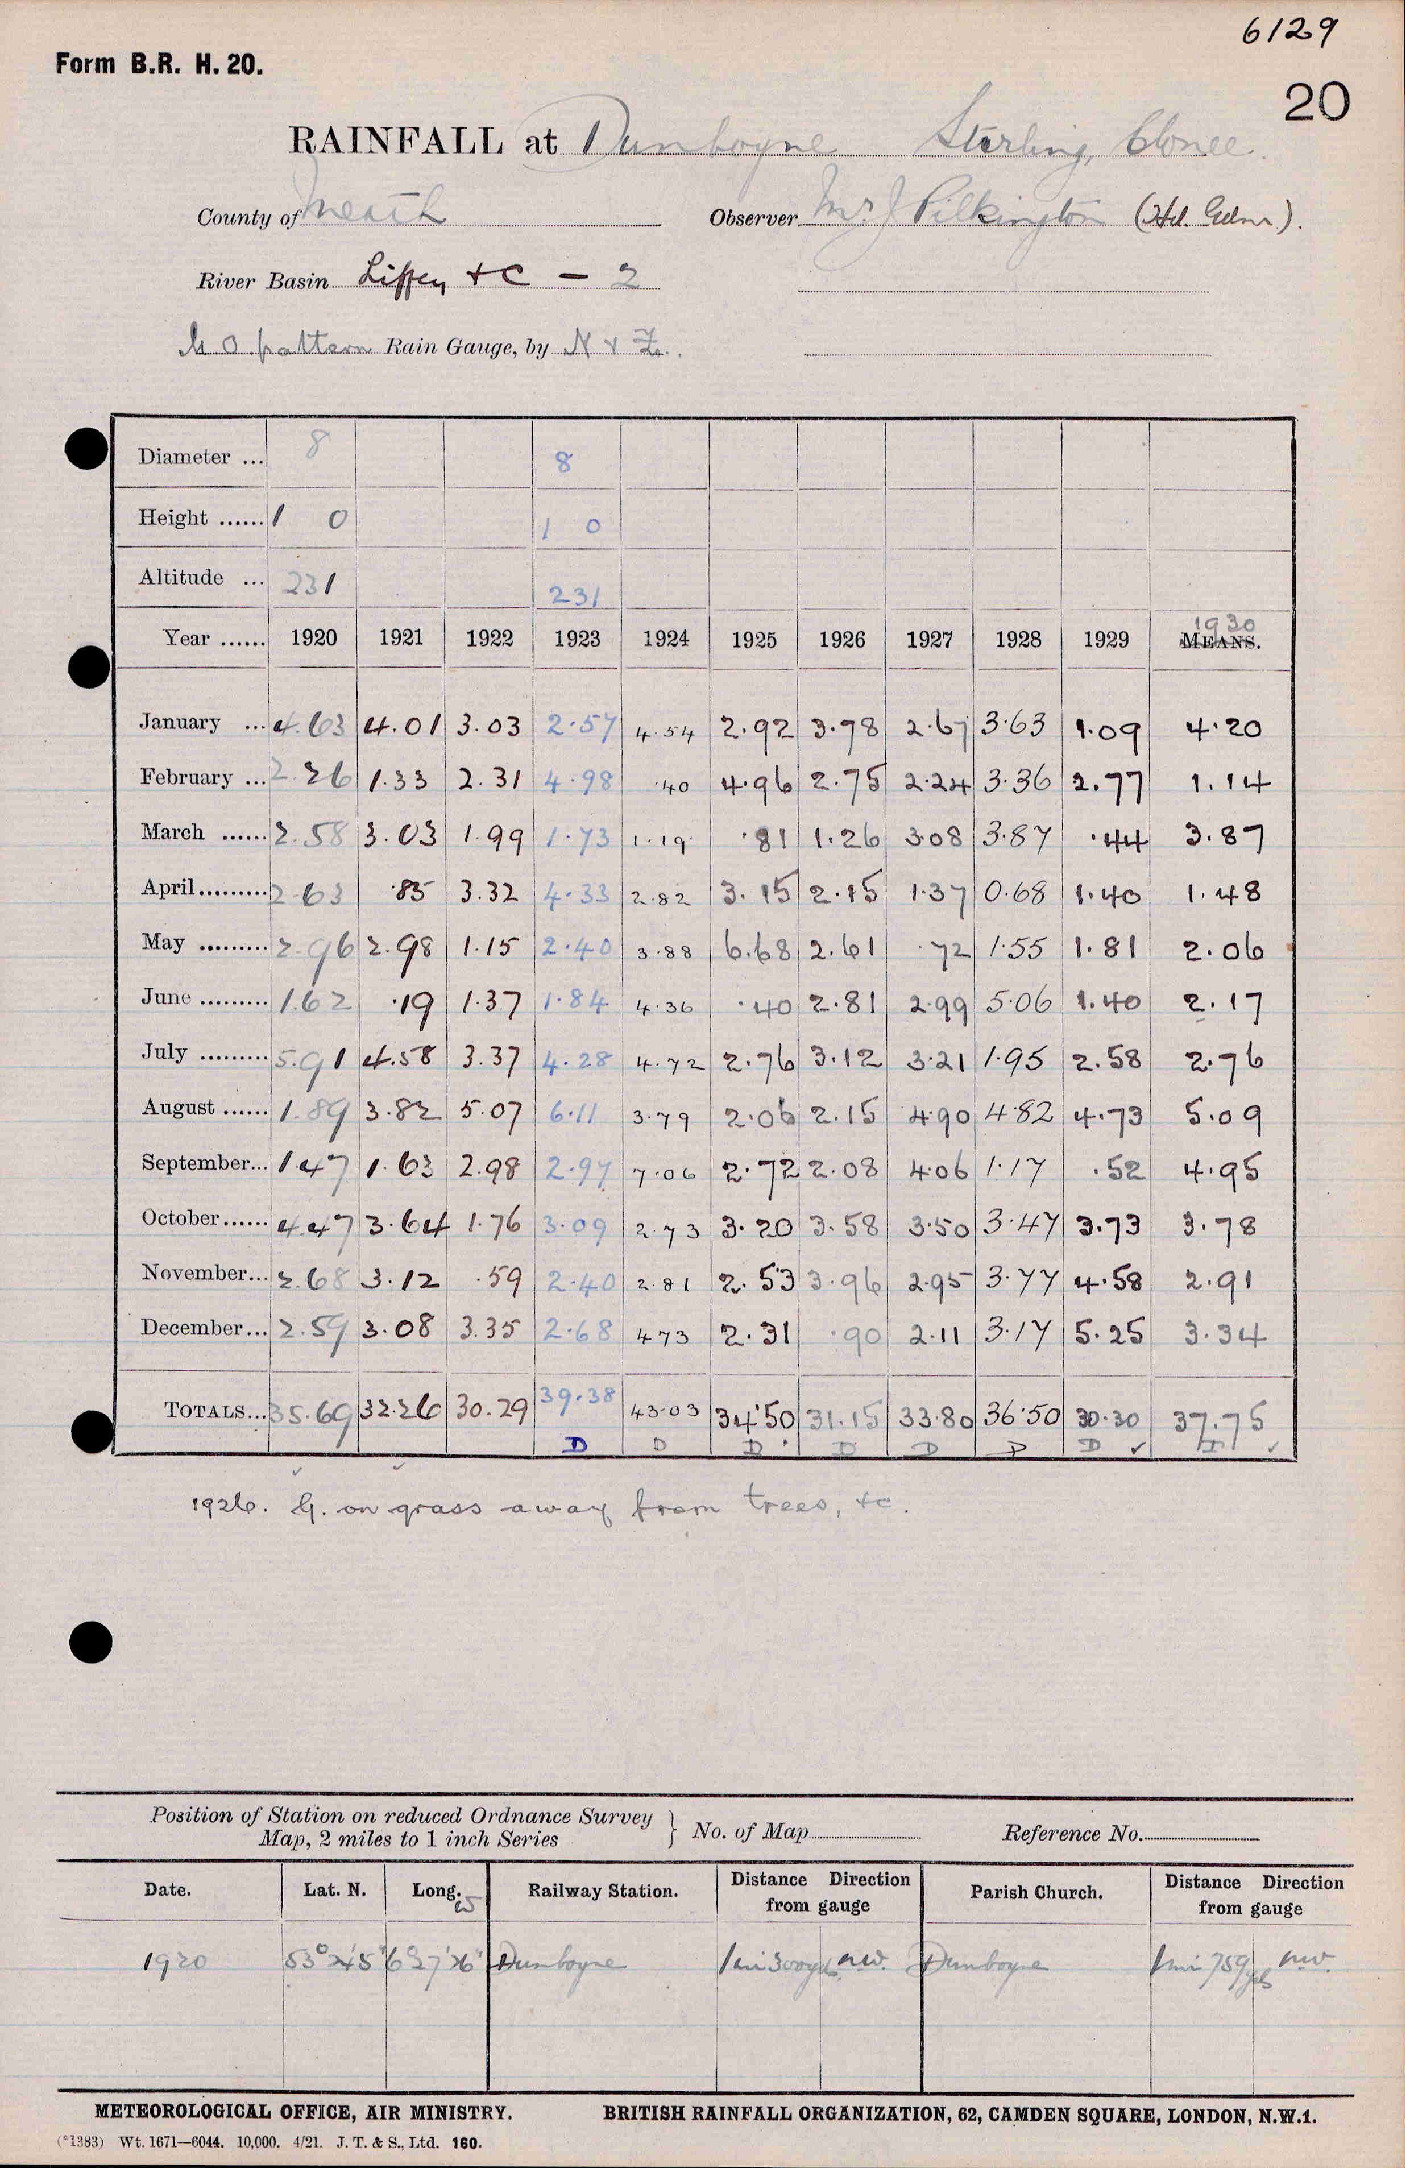 6129
Form B.R. H. 20.
20
RAINFALL at Dunboyne Sterling, Clonee.
County of Meath Observer Mr J Pilkington (Hd. Gdnr.).
River Basin Liffey &c — 2
M O pattern Rain Gauge, by N & Z.
Diameter ... 8 8
Height ...... 1 0 1 0
Altitude ... 231 231
1930
Year ...... 1920 1921 1922 1923 1924 1925 1926 1927 1928 1929 MEANS.
January ... 4.63 4.01 3.03 2.57 4.54 2.92 3.78 2.67 3.63 1.09 4.20
February ... 2.26 1.33 2.31 4.98 .40 4.96 2.75 2.24 3.36 2.77 1.14
March ...... 2.58 3.03 1.99 1.73 1.19 .81 1.26 3.08 3.87 .44 3.87
April......... 2.63 .85 3.32 4.33 2.82 3.15 2.15 1.37 0.68 1.40 1.48
May ......... 2.96 2.98 1.15 2.40 3.88 6.68 2.61 .72 1.55 1.81 2.06
June ......... 1.62 .19 1.37 1.84 4.36 .40 2.81 2.99 5.06 1.40 2.17
July ......... 5.91 4.58 3.37 4.28 4.72 2.76 3.12 3.21 1.95 2.58 2.76
August ...... 1.89 3.82 5.07 6.11 3.79 2.06 2.15 4.90 4.82 4.73 5.09
September... 1.47 1.63 2.98 2.97 7.06 2.72 2.08 4.06 1.17 .52 4.95
October...... 4.47 3.64 1.76 3.09 2.73 3.20 3.58 3.50 3.47 3.73 3.78
November... 2.68 3.12 .59 2.40 2.81 2.53 3.96 2.95 3.77 4.58 2.91
December... 2.59 3.08 3.35 2.68 4.73 2.31 .90 2.11 3.17 5.25 3.34
TOTALS... 35.69 32.26 30.29 39.38 43.03 34.50 31.15 33.80 36.50 30.30 37.75
D D D D D D D ✓ D ✓
1926. G. on grass away from trees, &c.
Position of Station on reduced Ordnance Survey
Map, 2 miles to 1 inch Series } No. of Map Reference No.
Date. Lat. N. Long. W Railway Station. Distance Direction from gauge Parish Church. Distance Direction from gauge
1920 53° 24' 5" 6° 27' 26" Dunboyne 1 mi 300 yds NW. Dunboyne 1 mi 759 yds NW.
METEOROLOGICAL OFFICE, AIR MINISTRY. BRITISH RAINFALL ORGANIZATION, 62, CAMDEN SQUARE, LONDON, N.W.1.
(*1383) Wt. 1671—6044. 10,000. 4/21. J. T. & S., Ltd. 160.